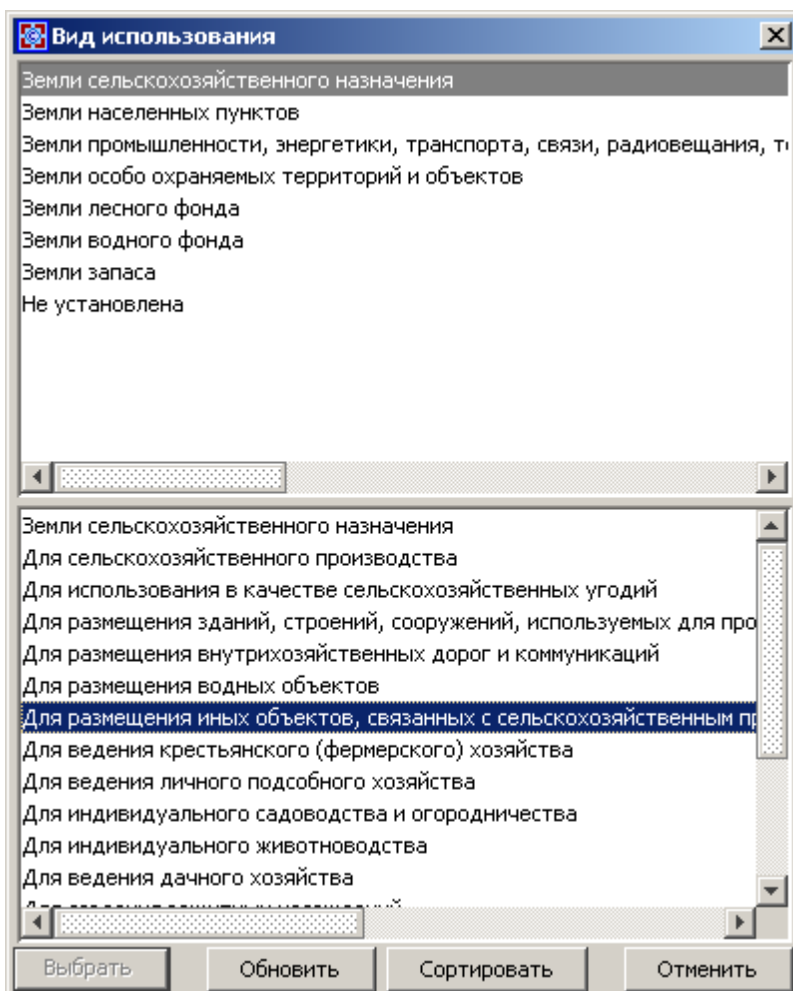 Вид использования
Земли сельскохозяйственного назначения
Земли населенных пунктов
Земли промышленности, энергетики, транспорта, связи, радиовещания,
Земли особо охраняемых территорий и объектов
Земли лесного фонда
Земли водного фонда
Земли запаса
Не установлена
Земли сельскохозяйственного назначения
Для сельскохозяйственного производства
Для использования в качестве сельскохозяйственных угодий
Для размещения зданий, строений, сооружений, используемых для про
Для размещения внутрихозяйственных дорог и коммуникаций
Для размещения водных объектов
Для размещения иных объектов, связанных с сельскохозяйственным
Для ведения крестьянского (фермерского) хозяйства
Для ведения личного подсобного хозяйства
Для индивидуального садоводства и огородничества
Для индивидуального животноводства
Для ведения дачного хозяйства
Выбрать
Обновить
Сортировать
Отменить